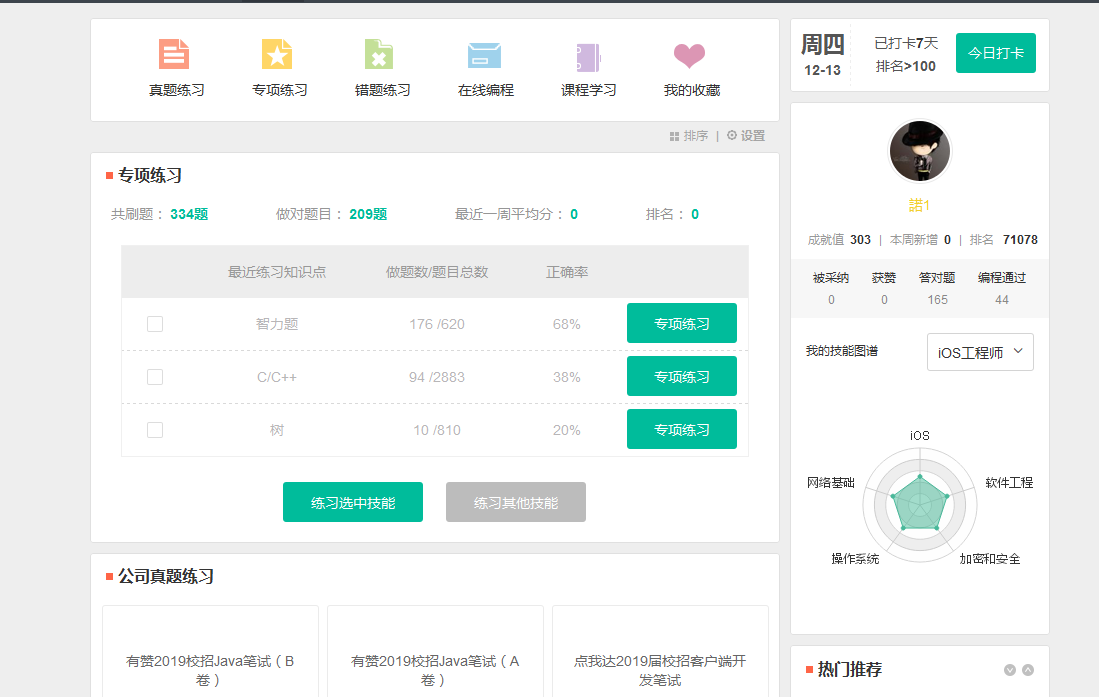 真题练习 专项练习 错题练习 在线编程 课程学习 我的收藏
排序 | 设置
专项练习
共刷题： 334题 做对题目： 209题 最近一周平均分： 0 排名： 0
最近练习知识点 做题数/题目总数 正确率
智力题 176 /620 68% 专项练习
C/C++ 94 /2883 38% 专项练习
树 10 /810 20% 专项练习
练习选中技能 练习其他技能
公司真题练习
有赞2019校招Java笔试（B
卷）
有赞2019校招Java笔试（A
卷）
点我达2019届校招客户端开
发笔试
周四
12-13
已打卡7天
排名>100
今日打卡
諾1
成就值 303 | 本周新增 0 | 排名 71078
被采纳 获赞 答对题 编程通过
0 0 165 44
我的技能图谱 iOS工程师
iOS
网络基础 软件工程
操作系统 加密和安全
热门推荐